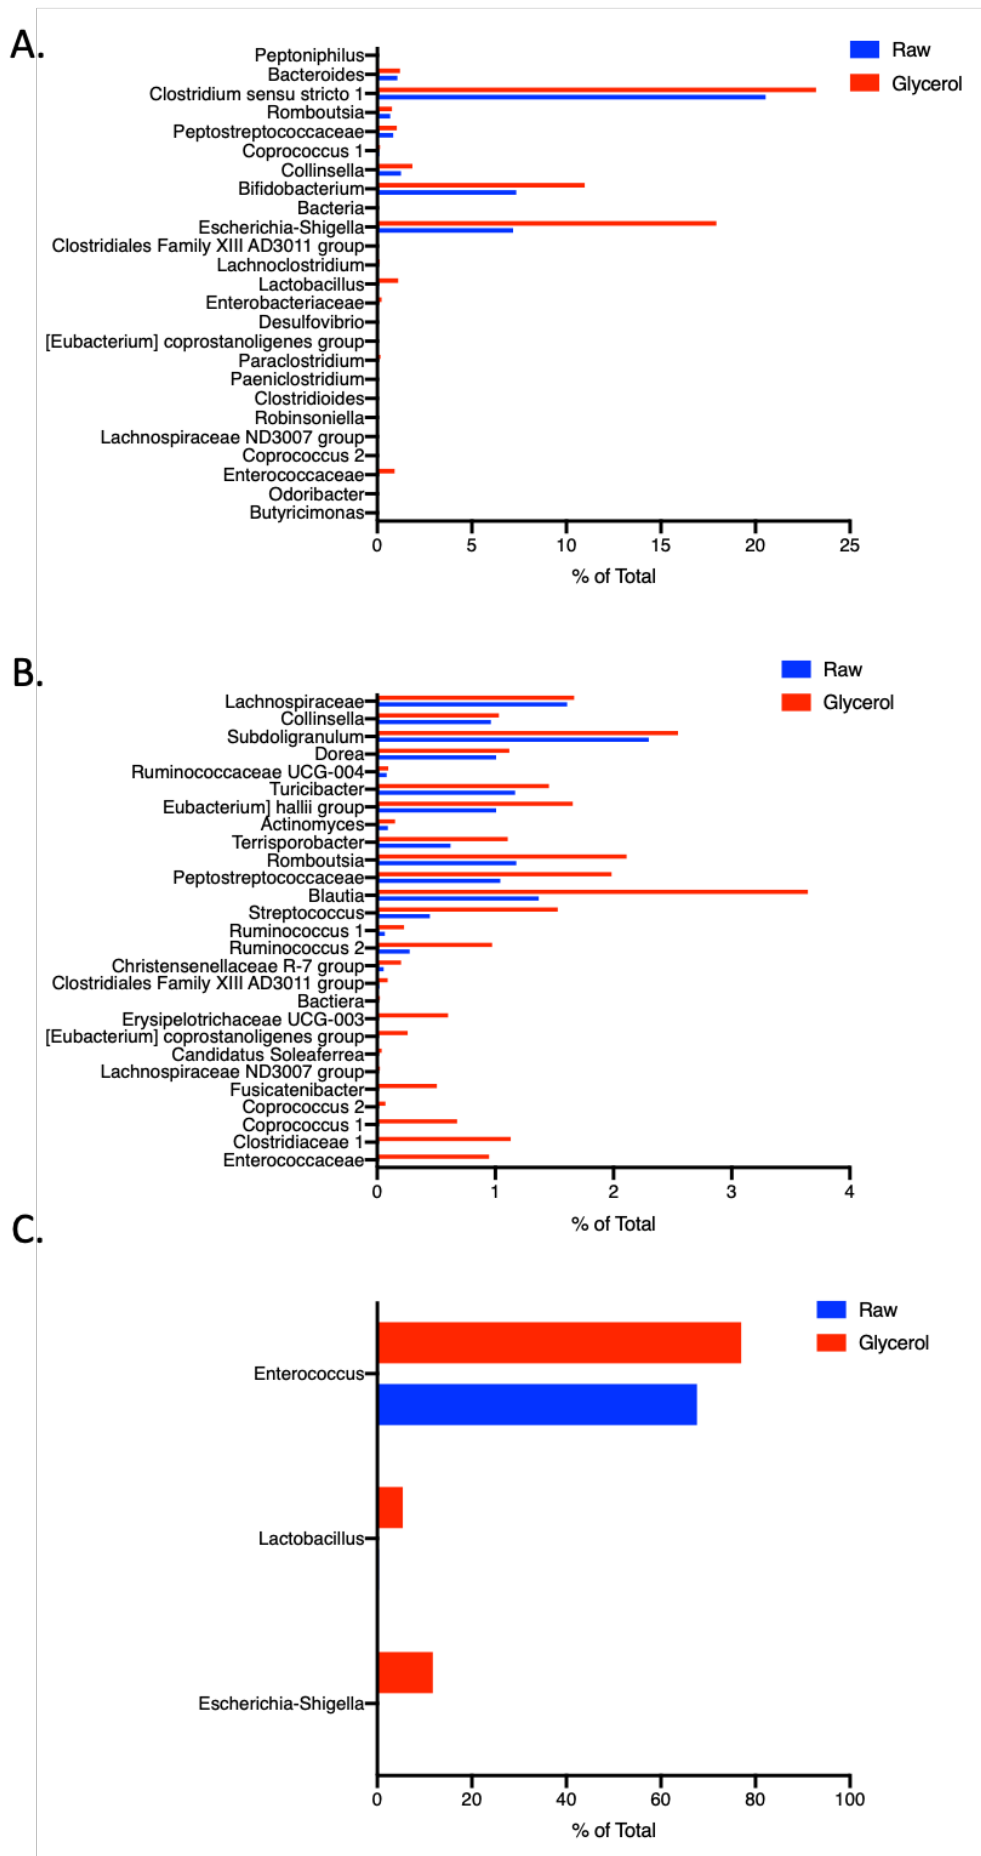 A.
Raw
Glycerol
Peptoniphilus
Bacteroides
Clostridium sensu stricto 1
Romboutsia
Peptostreptococcaceae
Coprococcus 1
Collinsella
Bifidobacterium
Bacteria
Escherichia-Shigella
Clostridiales Family XIII AD3011 group
Lachnoclostridium
Lactobacillus
Enterobacteriaceae
Desulfovibrio
[Eubacterium] coprostanoligenes group
Paraclostridium
Paeniclostridium
Clostridioides
Robinsoniella
Lachnospiraceae ND3007 group
Coprococcus 2
Enterococcaceae
Odoribacter
Butyricimonas
0 5 10 15 20 25
% of Total
B.
Raw
Glycerol
Lachnospiraceae
Collinsella
Subdoligranulum
Dorea
Ruminococcaceae UCG-004
Turicibacter
Eubacterium] hallii group
Actinomyces
Terrisporobacter
Romboutsia
Peptostreptococcaceae
Blautia
Streptococcus
Ruminococcus 1
Ruminococcus 2
Christensenellaceae R-7 group
Clostridiales Family XIII AD3011 group
Bactiera
Erysipelotrichaceae UCG-003
[Eubacterium] coprostanoligenes group
Candidatus Soleaferrea
Lachnospiraceae ND3007 group
Fusicatenibacter
Coprococcus 2
Coprococcus 1
Clostridiaceae 1
Enterococcaceae
0 1 2 3 4
% of Total
C.
Raw
Glycerol
Enterococcus
Lactobacillus
Escherichia-Shigella
0 20 40 60 80 100
% of Total